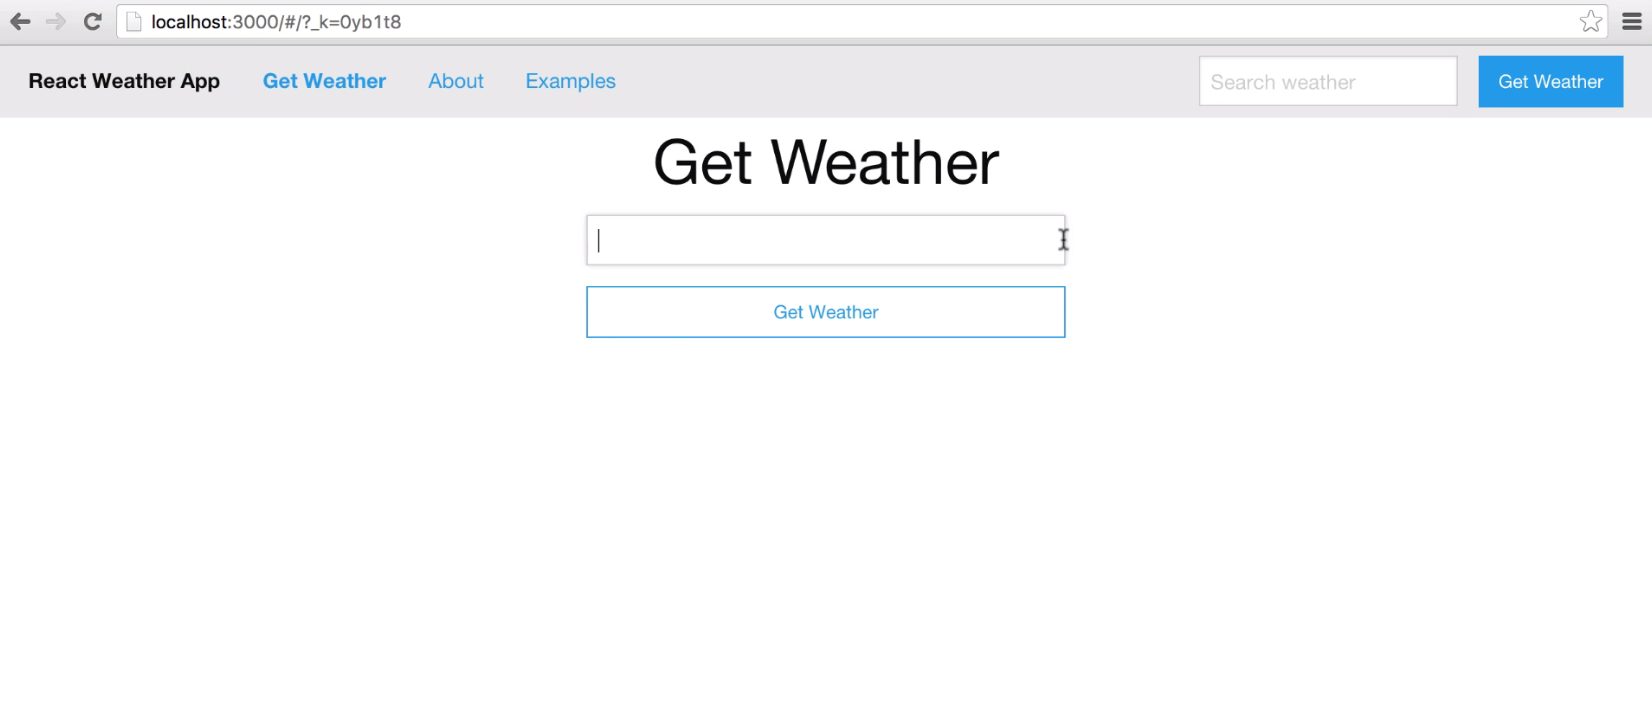 localhost:3000/#/?_k=0yb1t8
React Weather App Get Weather About Examples Search weather Get Weather
Get Weather
Get Weather